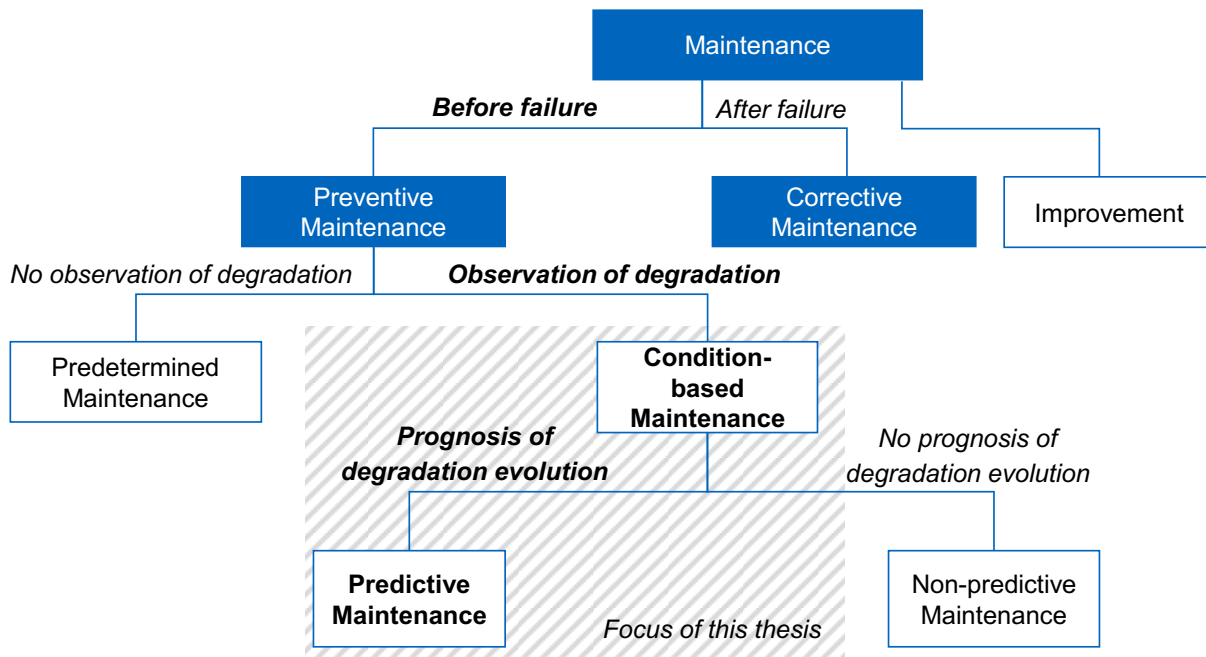 Maintenance
Before failure
After failure
Preventive
Maintenance
Corrective
Maintenance
Improvement
No observation of degradation
Observation of degradation
Predetermined
Maintenance
Condition-
based
Maintenance
Prognosis of
degradation evolution
No prognosis of
degradation evolution
Predictive
Maintenance
Non-predictive
Maintenance
Focus of this thesis